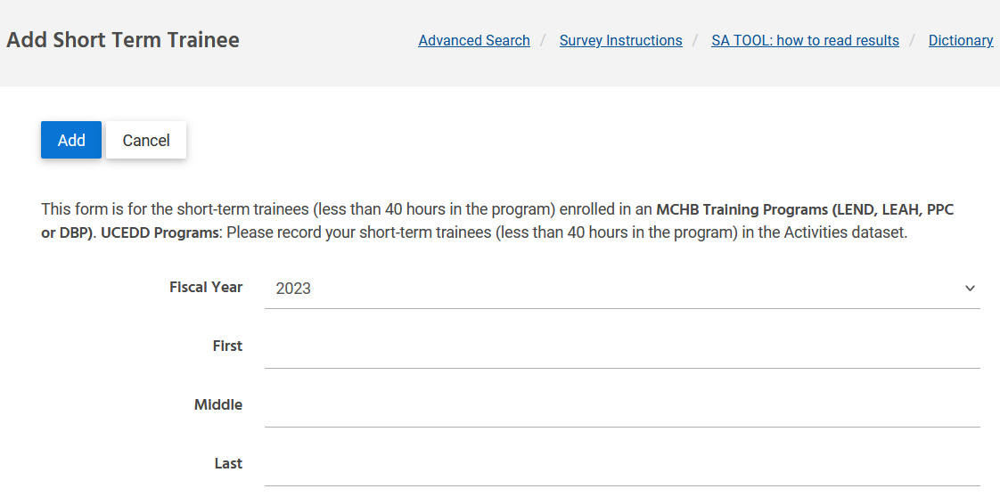 Add Short Term Trainee
Advanced Search / Survey Instructions / SA TOOL: how to read results / Dictionary
Add Cancel
This form is for the short-term trainees (less than 40 hours in the program) enrolled in an MCHB Training Programs (LEND, LEAH, PPC
or DBP). UCEDD Programs: Please record your short-term trainees (less than 40 hours in the program) in the Activities dataset.
Fiscal Year 2023
First
Middle
Last